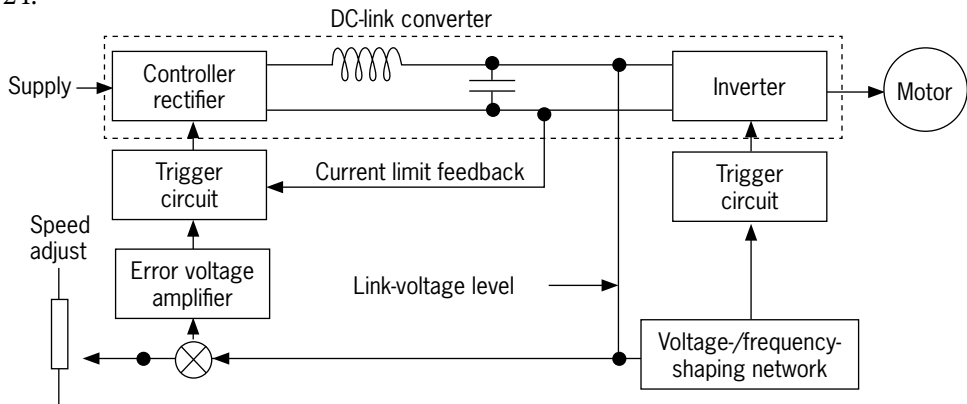 24.
DC-link converter
Supply
Controller
rectifier
Inverter
Motor
Trigger
circuit
Current limit feedback
Trigger
circuit
Speed
adjust
Error voltage
amplifier
Link-voltage level
Voltage-/frequency-
shaping network